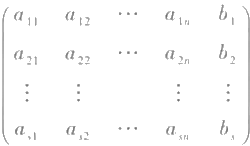 a₁₁ a₁₂ ⋯ a₁ₙ b₁
a₂₁ a₂₂ ⋯ a₂ₙ b₂
⋮ ⋮ ⋮ ⋮
aₛ₁ aₛ₂ ⋯ aₛₙ bₛ